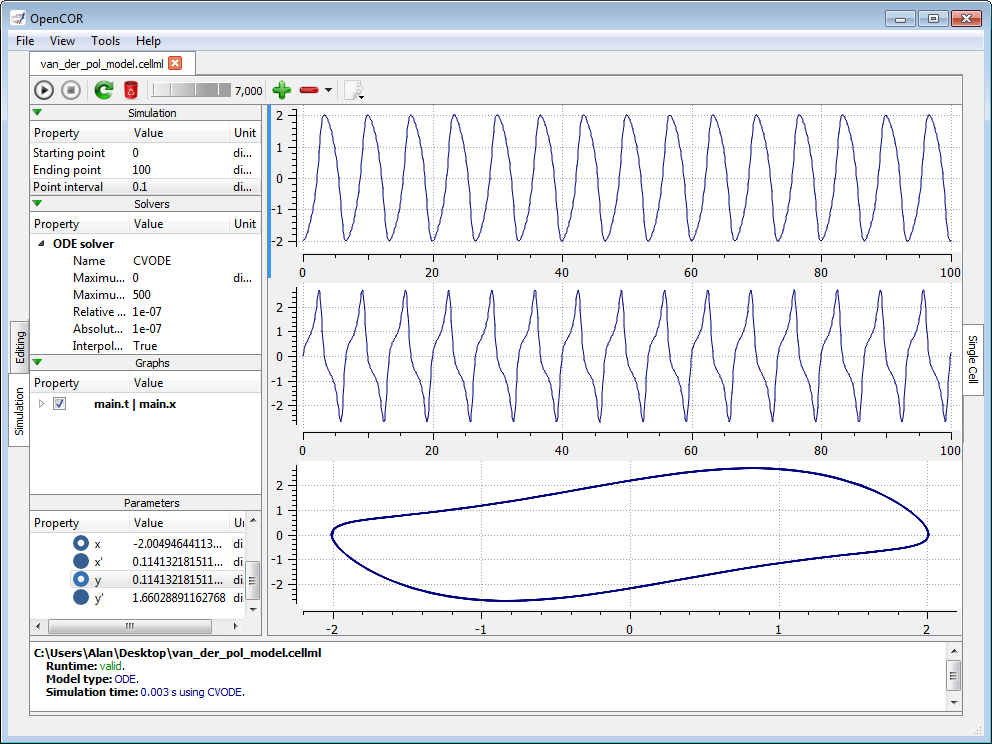 OpenCOR
File View Tools Help
van_der_pol_model.cellml
7,000
Simulation
Property Value Unit
Starting point 0 di...
Ending point 100 di...
Point interval 0.1 di...
Solvers
Property Value Unit
ODE solver
Name CVODE
Maximu... 0 di...
Maximu... 500
Relative ... 1e-07
Absolut... 1e-07
Interpol... True
Graphs
Property Value
main.t | main.x
Parameters
Property Value U
x -2.00494644113... di
x' 0.114132181511... di
y 0.114132181511... di
y' 1.66028891162768 di
Editing
Simulation
2
1
0
-1
-2
0 20 40 60 80 100
2
1
0
-1
-2
0 20 40 60 80 100
2
1
0
-1
-2
-2 -1 0 1 2
Single Cell
C:\Users\Alan\Desktop\van_der_pol_model.cellml
Runtime: valid.
Model type: ODE.
Simulation time: 0.003 s using CVODE.